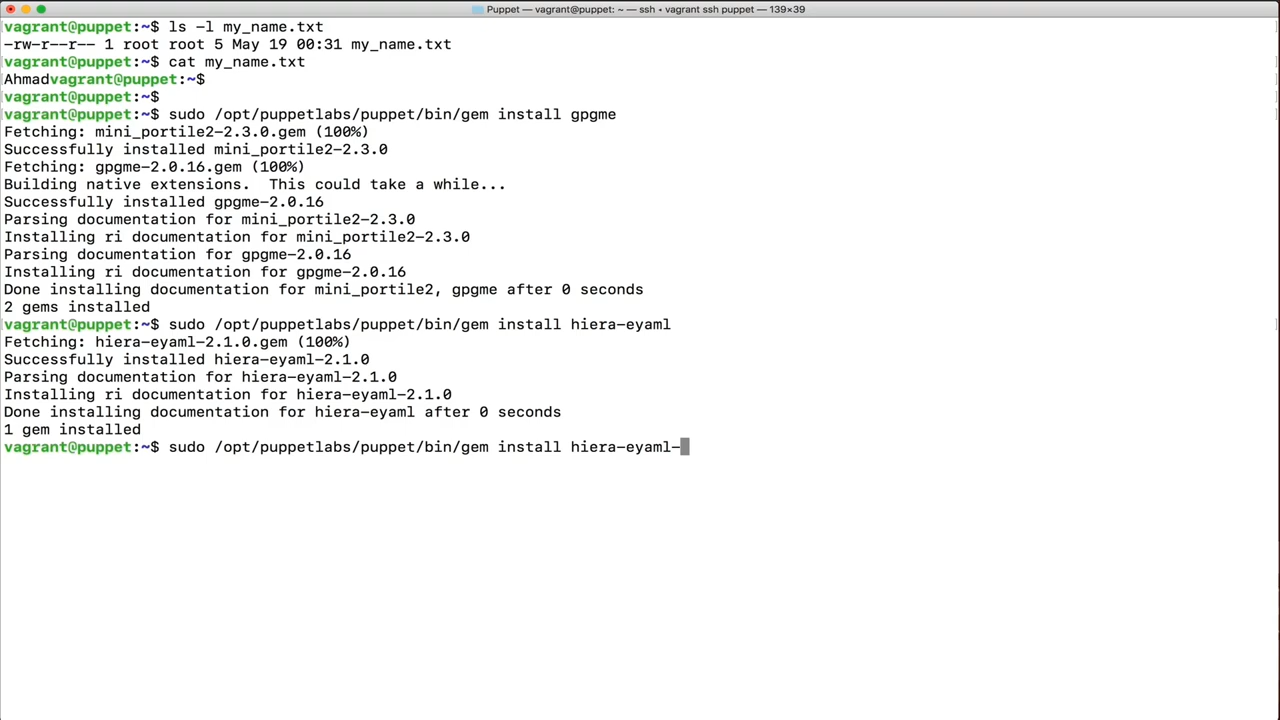 Puppet — vagrant@puppet: ~ — ssh • vagrant ssh puppet — 139×39
vagrant@puppet:~$ ls -l my_name.txt
-rw-r--r-- 1 root root 5 May 19 00:31 my_name.txt
vagrant@puppet:~$ cat my_name.txt
Ahmadvagrant@puppet:~$
vagrant@puppet:~$
vagrant@puppet:~$ sudo /opt/puppetlabs/puppet/bin/gem install gpgme
Fetching: mini_portile2-2.3.0.gem (100%)
Successfully installed mini_portile2-2.3.0
Fetching: gpgme-2.0.16.gem (100%)
Building native extensions.  This could take a while...
Successfully installed gpgme-2.0.16
Parsing documentation for mini_portile2-2.3.0
Installing ri documentation for mini_portile2-2.3.0
Parsing documentation for gpgme-2.0.16
Installing ri documentation for gpgme-2.0.16
Done installing documentation for mini_portile2, gpgme after 0 seconds
2 gems installed
vagrant@puppet:~$ sudo /opt/puppetlabs/puppet/bin/gem install hiera-eyaml
Fetching: hiera-eyaml-2.1.0.gem (100%)
Successfully installed hiera-eyaml-2.1.0
Parsing documentation for hiera-eyaml-2.1.0
Installing ri documentation for hiera-eyaml-2.1.0
Done installing documentation for hiera-eyaml after 0 seconds
1 gem installed
vagrant@puppet:~$ sudo /opt/puppetlabs/puppet/bin/gem install hiera-eyaml-